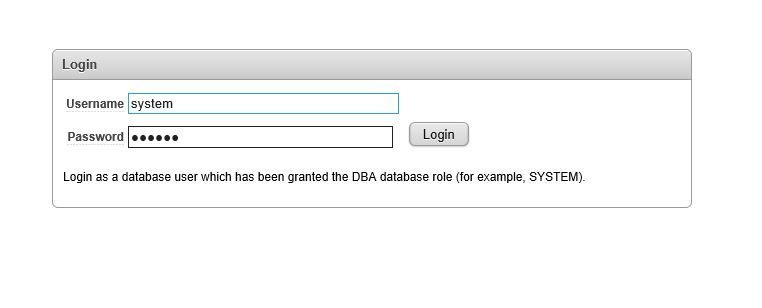 Login
Username system
Password ●●●●●●
Login
Login as a database user which has been granted the DBA database role (for example, SYSTEM).